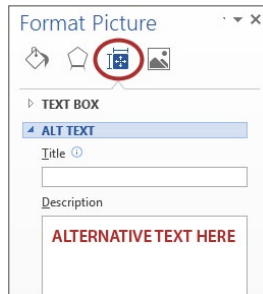 Format Picture
TEXT BOX
ALT TEXT
Title
Description
ALTERNATIVE TEXT HERE